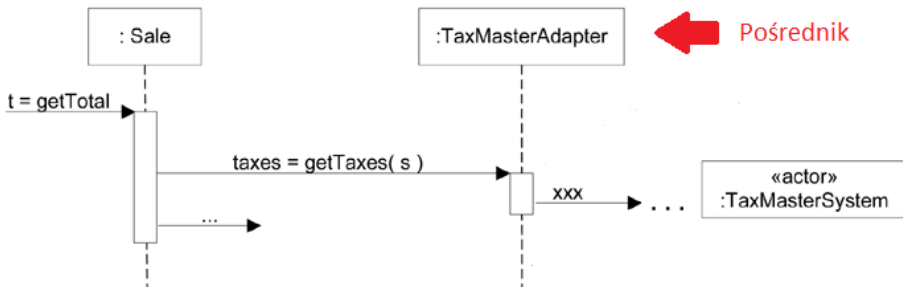 : Sale
:TaxMasterAdapter
Pośrednik
t = getTotal
taxes = getTaxes( s )
xxx
...
«actor»
:TaxMasterSystem
...